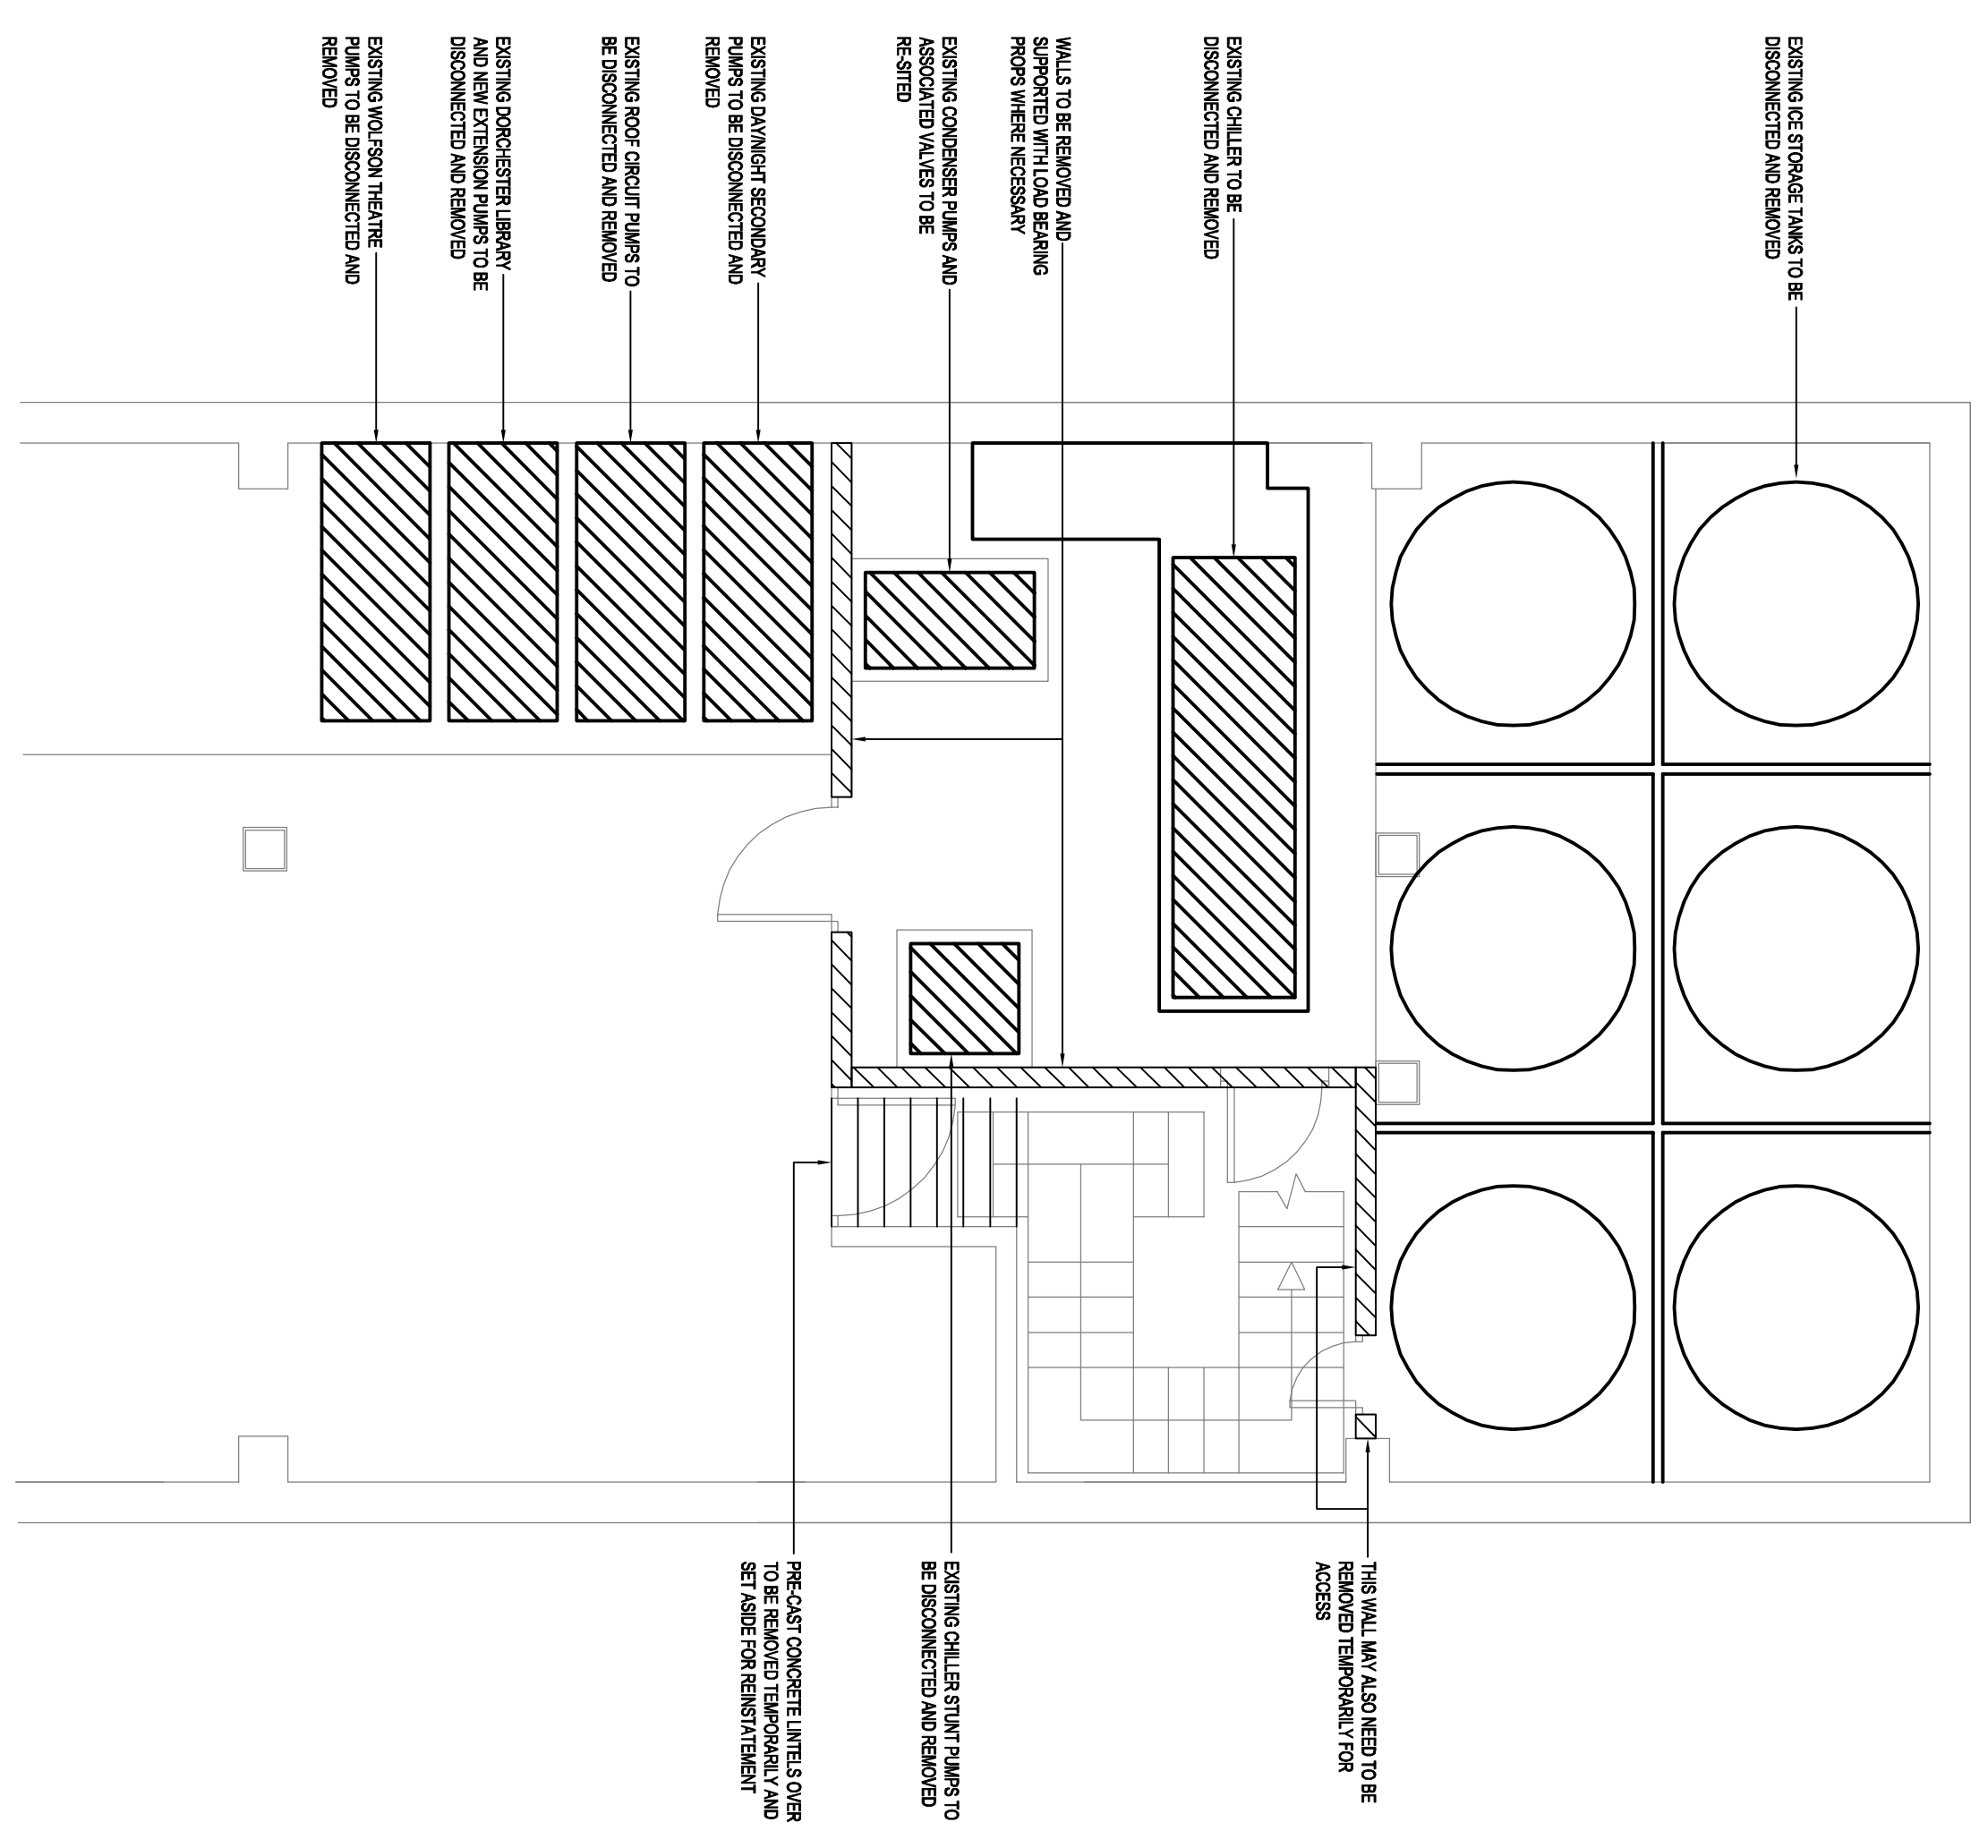 EXISTING ICE STORAGE TANKS TO BE
DISCONNECTED AND REMOVED
EXISTING CHILLER TO BE
DISCONNECTED AND REMOVED
WALLS TO BE REMOVED AND
SUPPORTED WITH LOAD BEARING
PROPS WHERE NECESSARY
EXISTING CONDENSER PUMPS AND
ASSOCIATED VALVES TO BE
RE-SITED
EXISTING DAY/NIGHT SECONDARY
PUMPS TO BE DISCONNECTED AND
REMOVED
EXISTING ROOF CIRCUIT PUMPS TO
BE DISCONNECTED AND REMOVED
EXISTING DORCHESTER LIBRARY
AND NEW EXTENSION PUMPS TO BE
DISCONNECTED AND REMOVED
EXISTING WOLFSON THEATRE
PUMPS TO BE DISCONNECTED AND
REMOVED
THIS WALL MAY ALSO NEED TO BE
REMOVED TEMPORARILY FOR
ACCESS
EXISTING CHILLER STUNT PUMPS TO
BE DISCONNECTED AND REMOVED
PRE-CAST CONCRETE LINTELS OVER
TO BE REMOVED TEMPORARILY AND
SET ASIDE FOR REINSTATEMENT